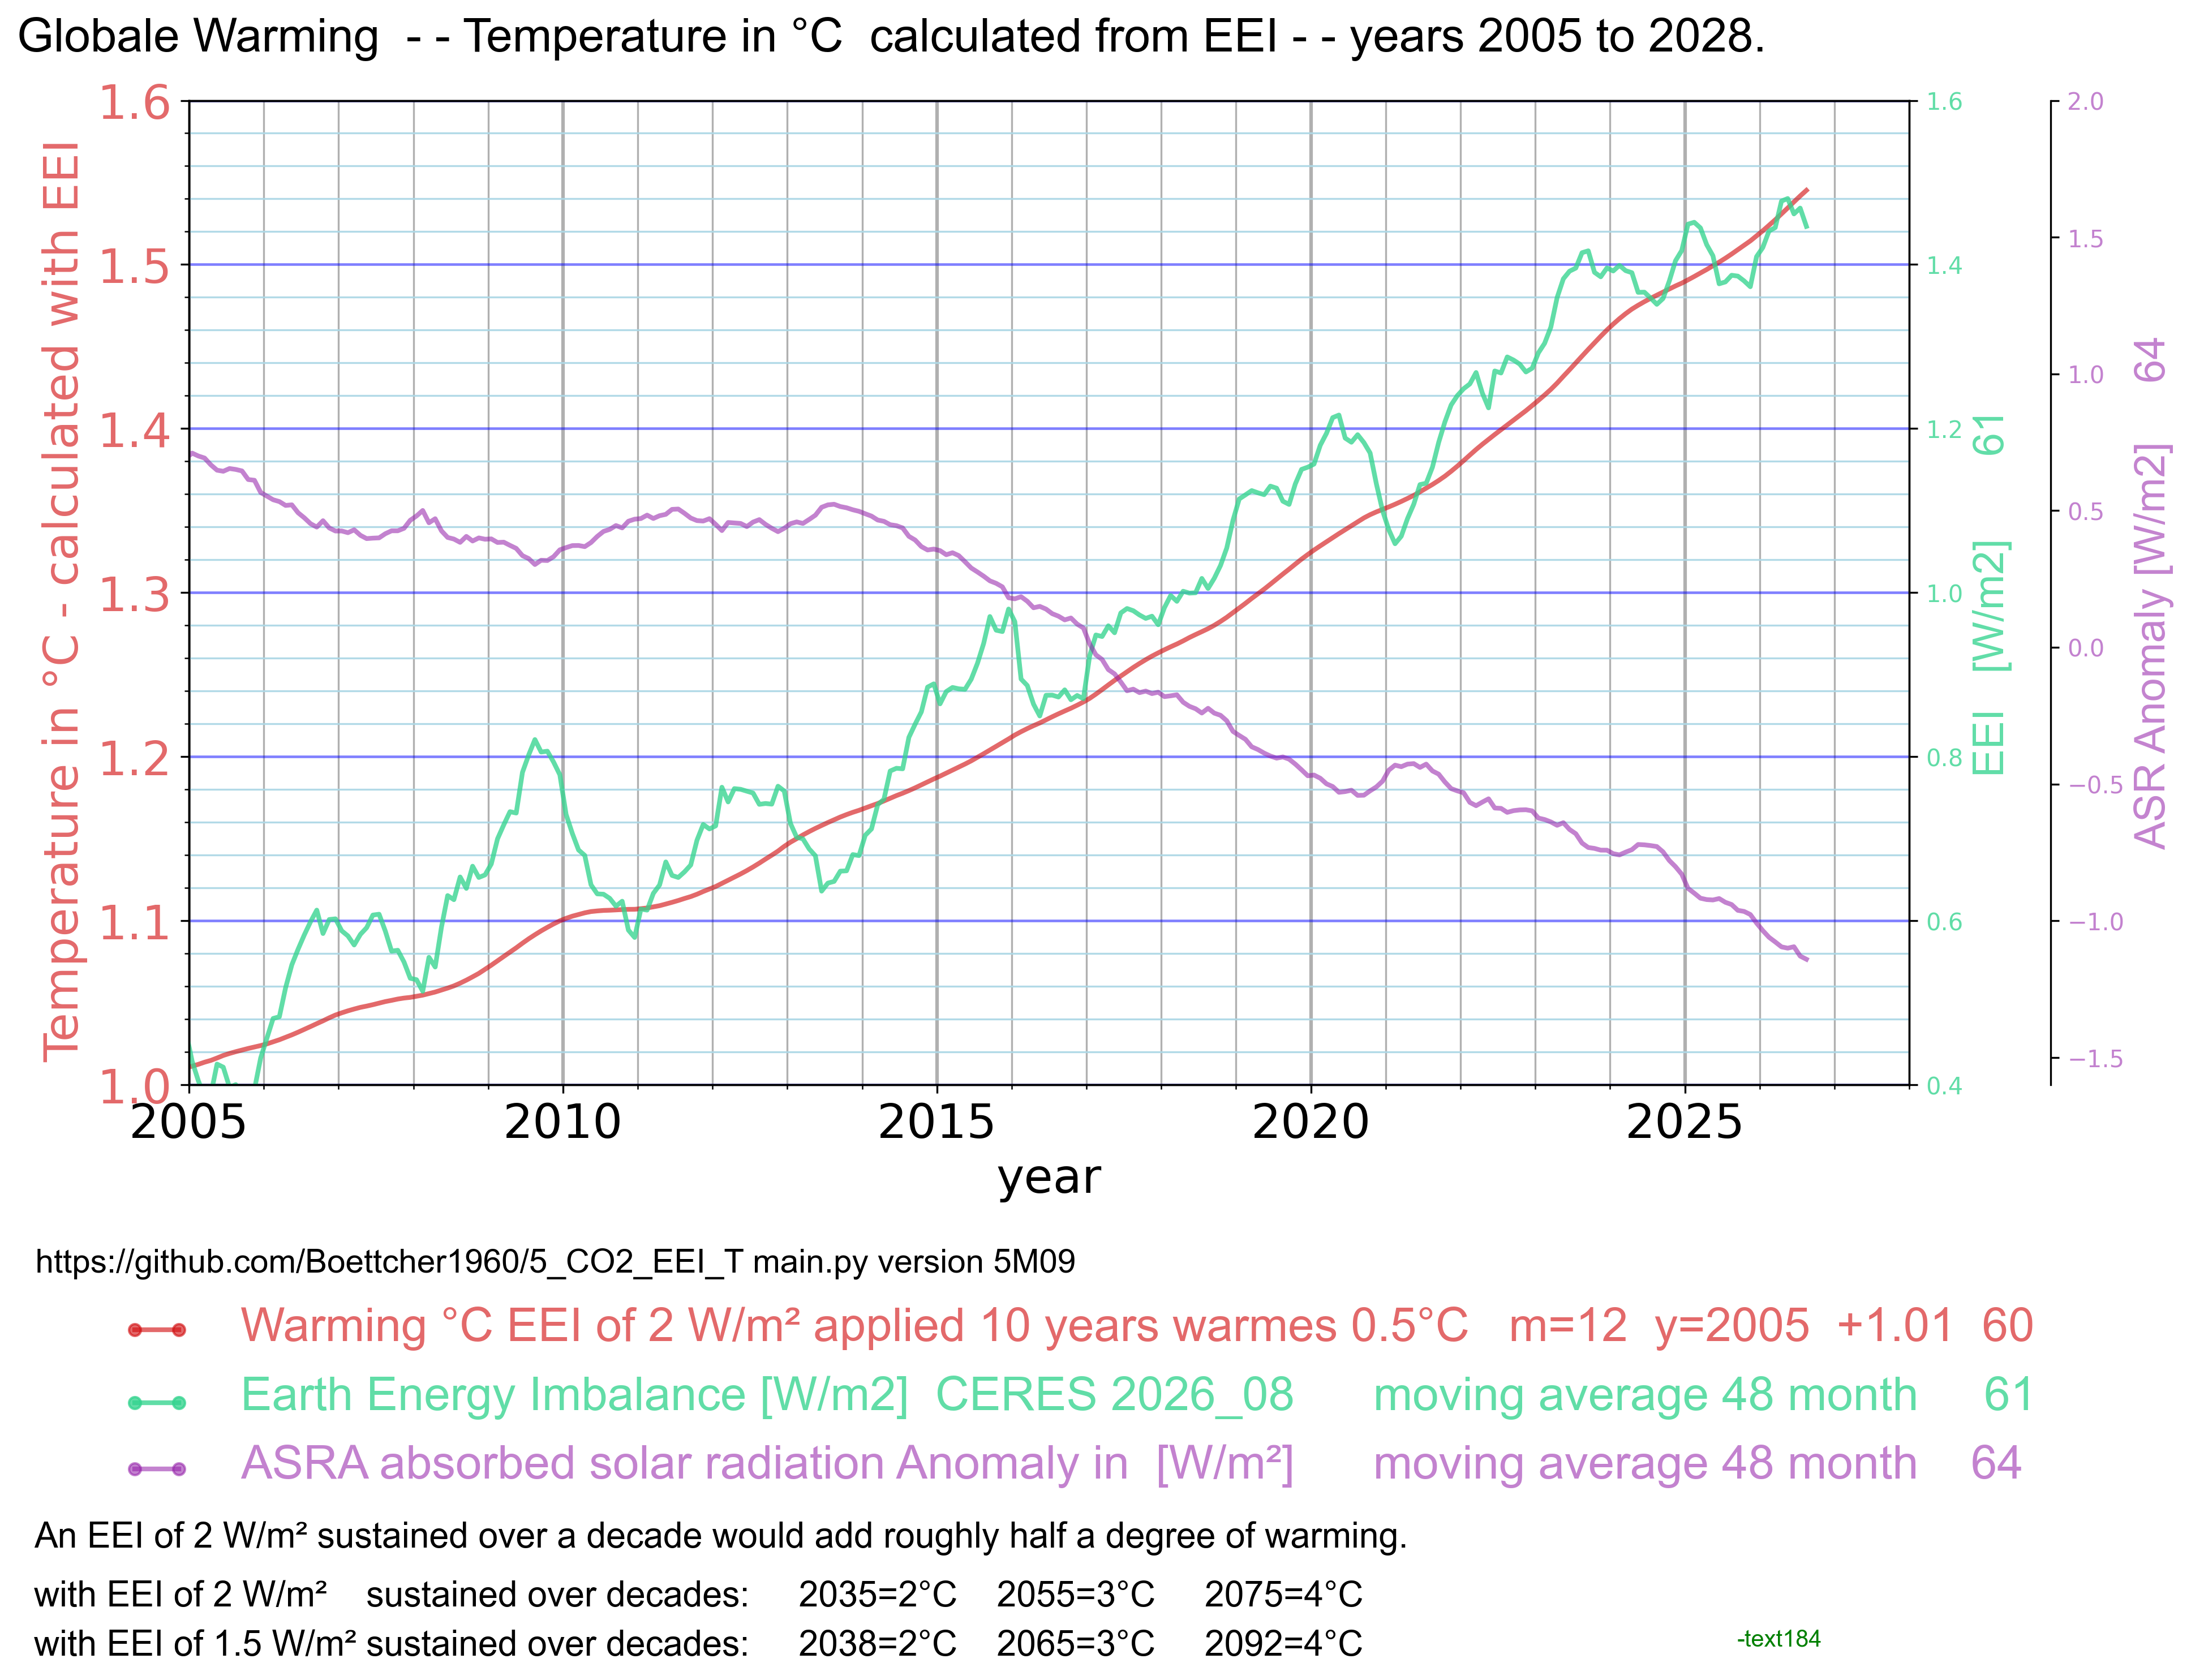 Globale Warming - - Temperature in °C calculated from EEI - - years 2005 to 2028.
Temperature in °C - calculated with EEI
1.6
1.5
1.4
1.3
1.2
1.1
1.0
1.6
1.4
1.2
1.0
0.8
0.6
0.4
EEI [W/m2] 61
2.0
1.5
1.0
0.5
0.0
−0.5
−1.0
−1.5
ASR Anomaly [W/m2] 64
2005 2010 2015 2020 2025
year
https://github.com/Boettcher1960/5_CO2_EEI_T main.py version 5M09
Warming °C EEI of 2 W/m² applied 10 years warmes 0.5°C m=12 y=2005 +1.01 60
Earth Energy Imbalance [W/m2] CERES 2026_08 moving average 48 month 61
ASRA absorbed solar radiation Anomaly in [W/m²] moving average 48 month 64
An EEI of 2 W/m² sustained over a decade would add roughly half a degree of warming.
with EEI of 2 W/m² sustained over decades: 2035=2°C 2055=3°C 2075=4°C
with EEI of 1.5 W/m² sustained over decades: 2038=2°C 2065=3°C 2092=4°C
-text184